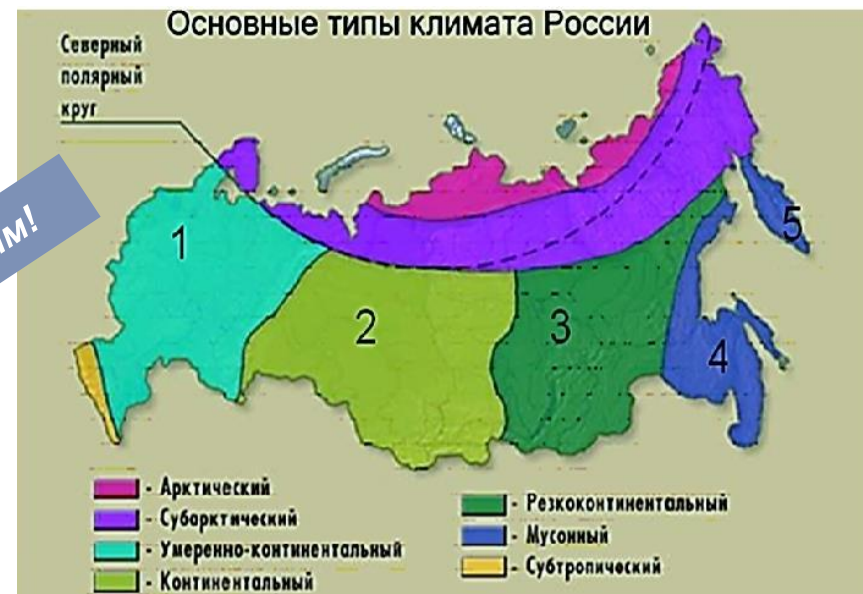 Основные типы климата России
Северный
полярный
круг
1
2
3
4
5
- Арктический
- Субарктический
- Умеренно-континентальный
- Континентальный
- Резкоконтинентальный
- Мусонный
- Субтропический